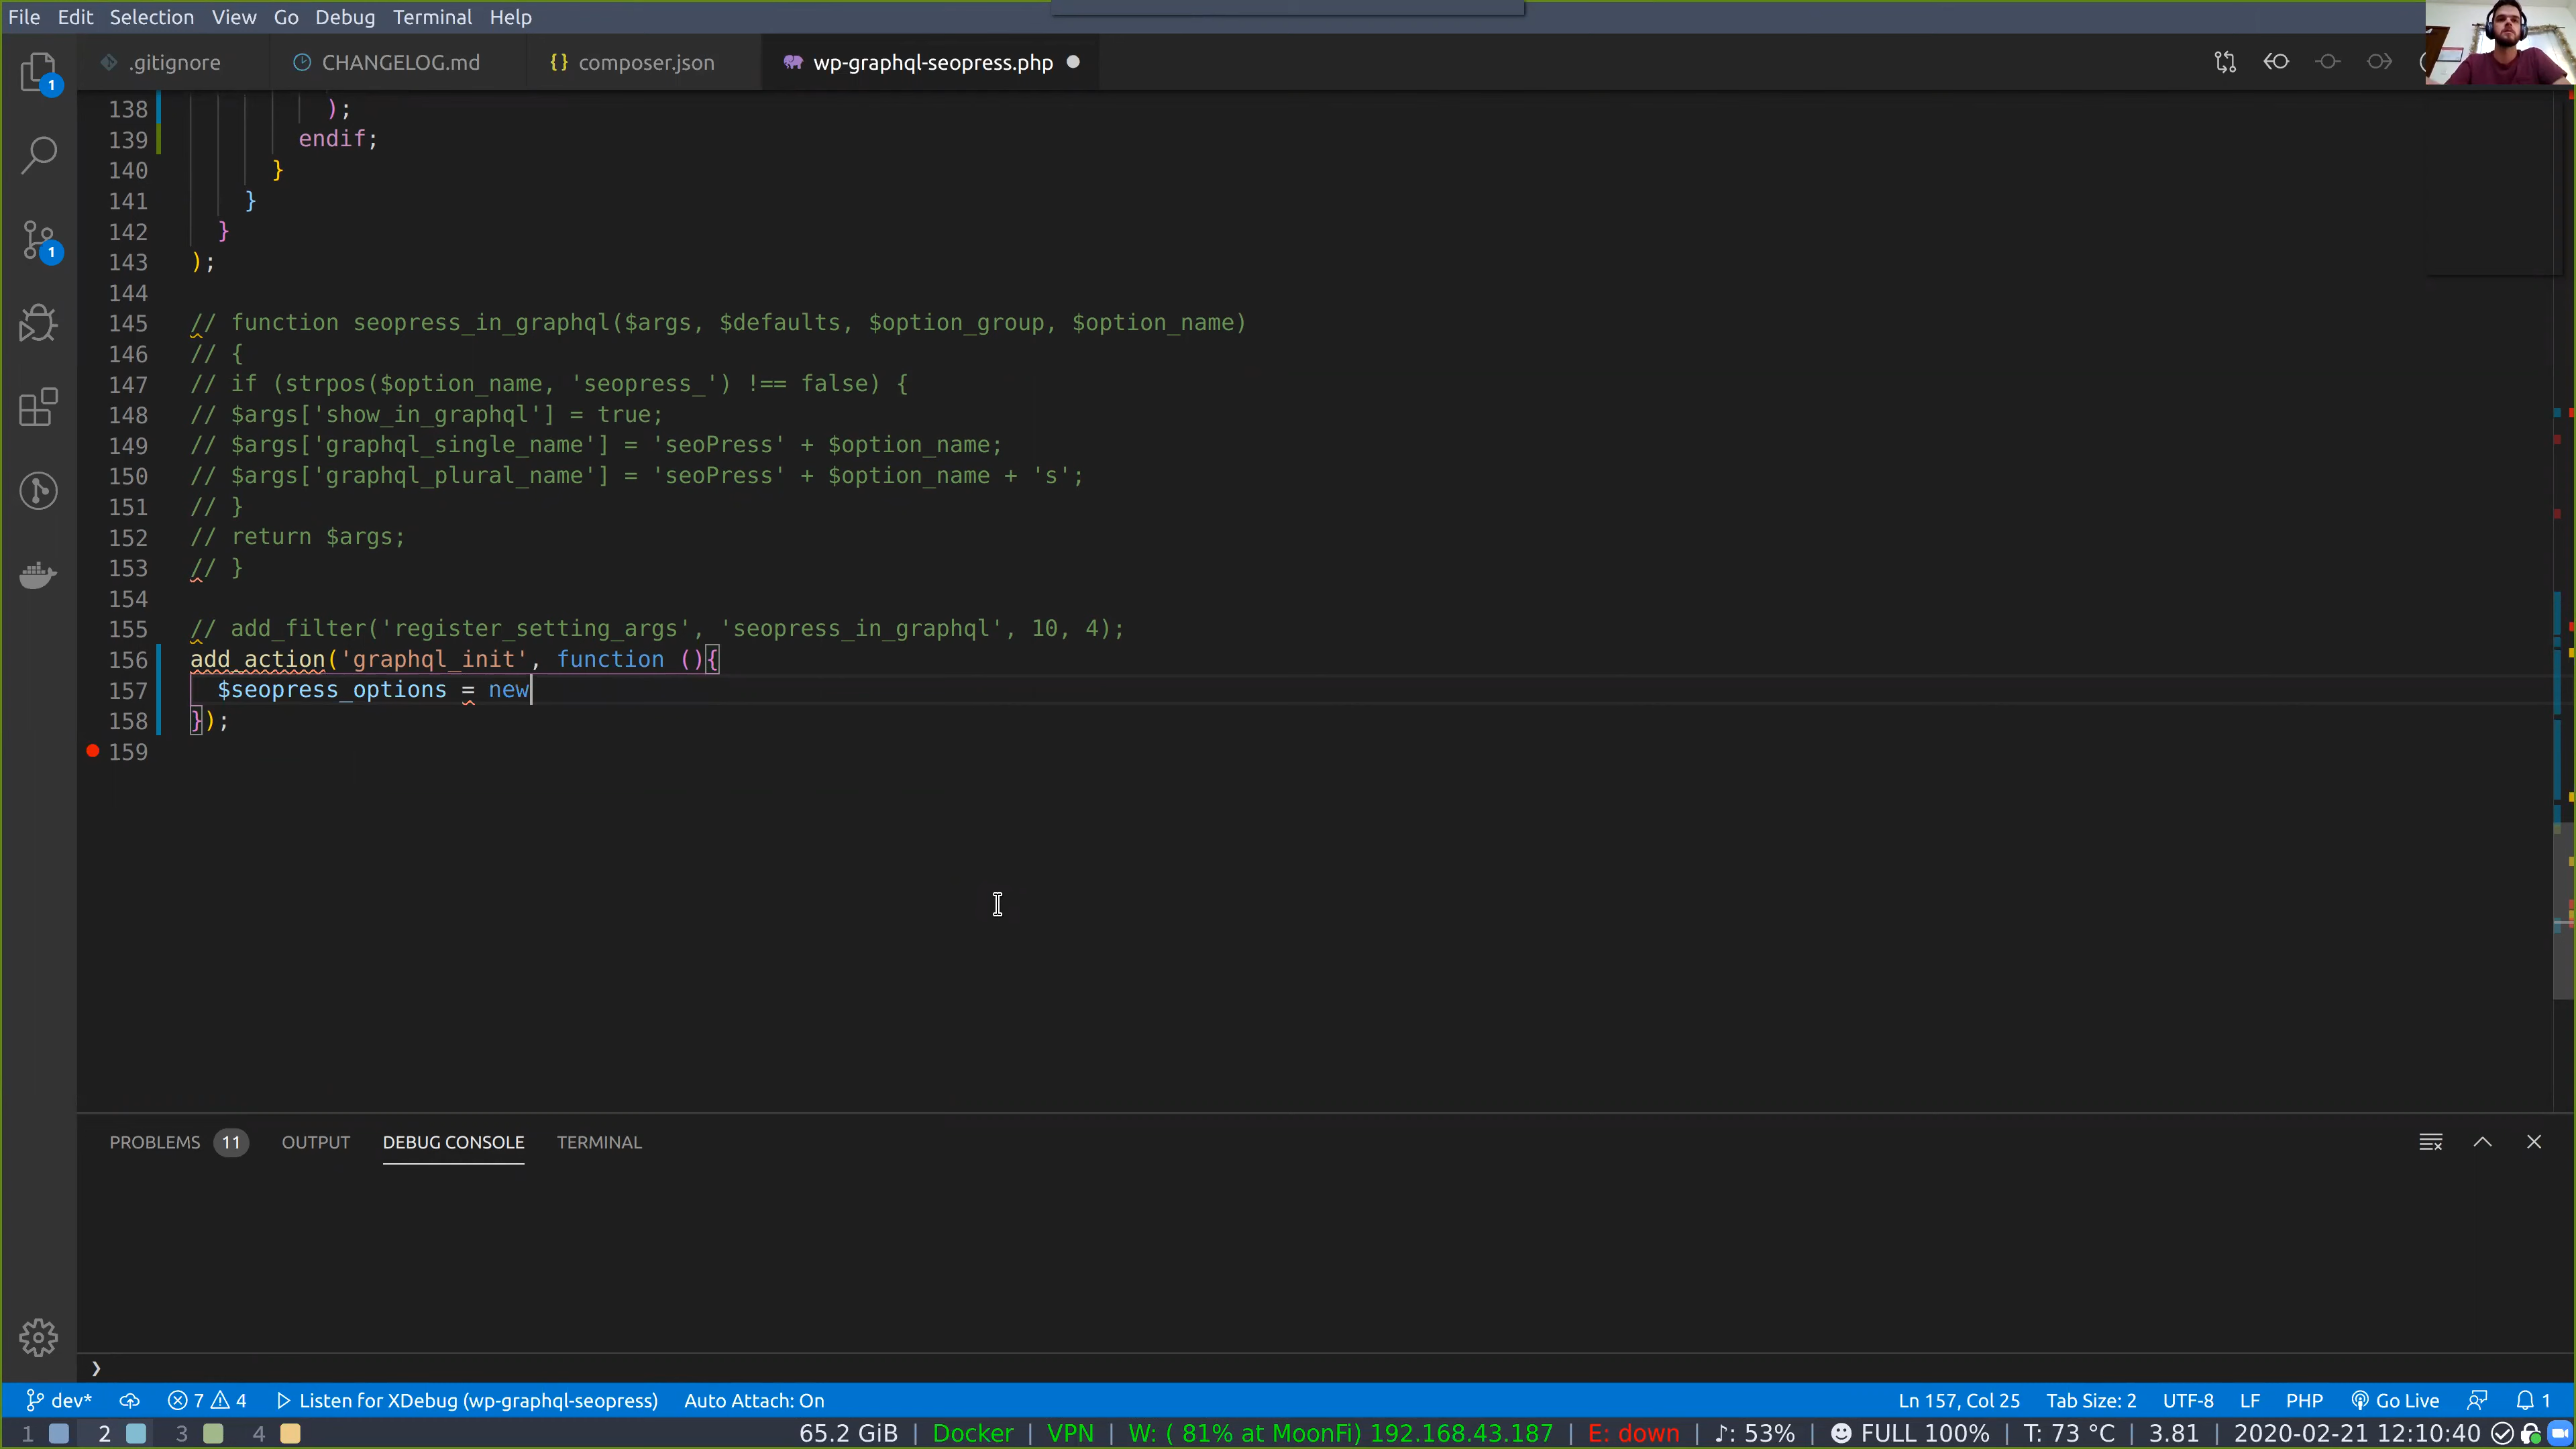 File Edit Selection View Go Debug Terminal Help
.gitignore CHANGELOG.md {} composer.json wp-graphql-seopress.php
138 );
139 endif;
140 }
141 }
142 }
143 );
144
145 // function seopress_in_graphql($args, $defaults, $option_group, $option_name)
146 // {
147 // if (strpos($option_name, 'seopress_') !== false) {
148 // $args['show_in_graphql'] = true;
149 // $args['graphql_single_name'] = 'seoPress' + $option_name;
150 // $args['graphql_plural_name'] = 'seoPress' + $option_name + 's';
151 // }
152 // return $args;
153 // }
154
155 // add_filter('register_setting_args', 'seopress_in_graphql', 10, 4);
156 add_action('graphql_init', function (){
157 $seopress_options = new
158 });
159
1
1
PROBLEMS 11 OUTPUT DEBUG CONSOLE TERMINAL
dev* 7 4 Listen for XDebug (wp-graphql-seopress) Auto Attach: On Ln 157, Col 25 Tab Size: 2 UTF-8 LF PHP Go Live 1
1 2 3 4 65.2 GiB | Docker | VPN | W: ( 81% at MoonFi) 192.168.43.187 | E: down | ♪: 53% | FULL 100% | T: 73 °C | 3.81 | 2020-02-21 12:10:40